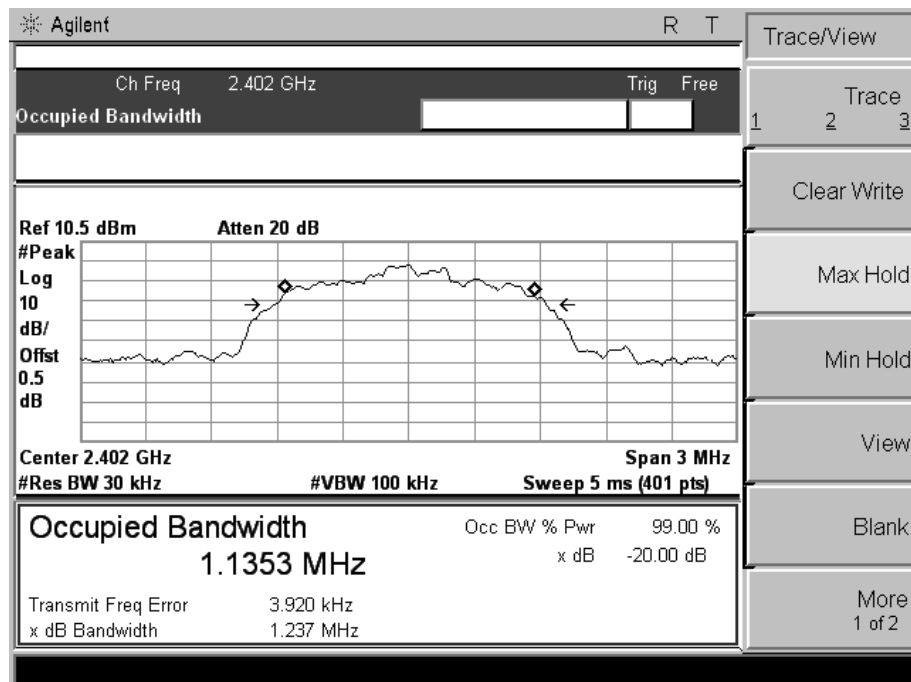 Agilent R T
Trace/View
Ch Freq 2.402 GHz Trig Free
Occupied Bandwidth
Trace
1 2 3
Clear Write
Ref 10.5 dBm Atten 20 dB
#Peak
Log
10
dB/
Offst
0.5
dB
Max Hold
Min Hold
Center 2.402 GHz Span 3 MHz
#Res BW 30 kHz #VBW 100 kHz Sweep 5 ms (401 pts)
View
Occupied Bandwidth
1.1353 MHz
Occ BW % Pwr 99.00 %
x dB -20.00 dB
Transmit Freq Error 3.920 kHz
x dB Bandwidth 1.237 MHz
Blank
More
1 of 2